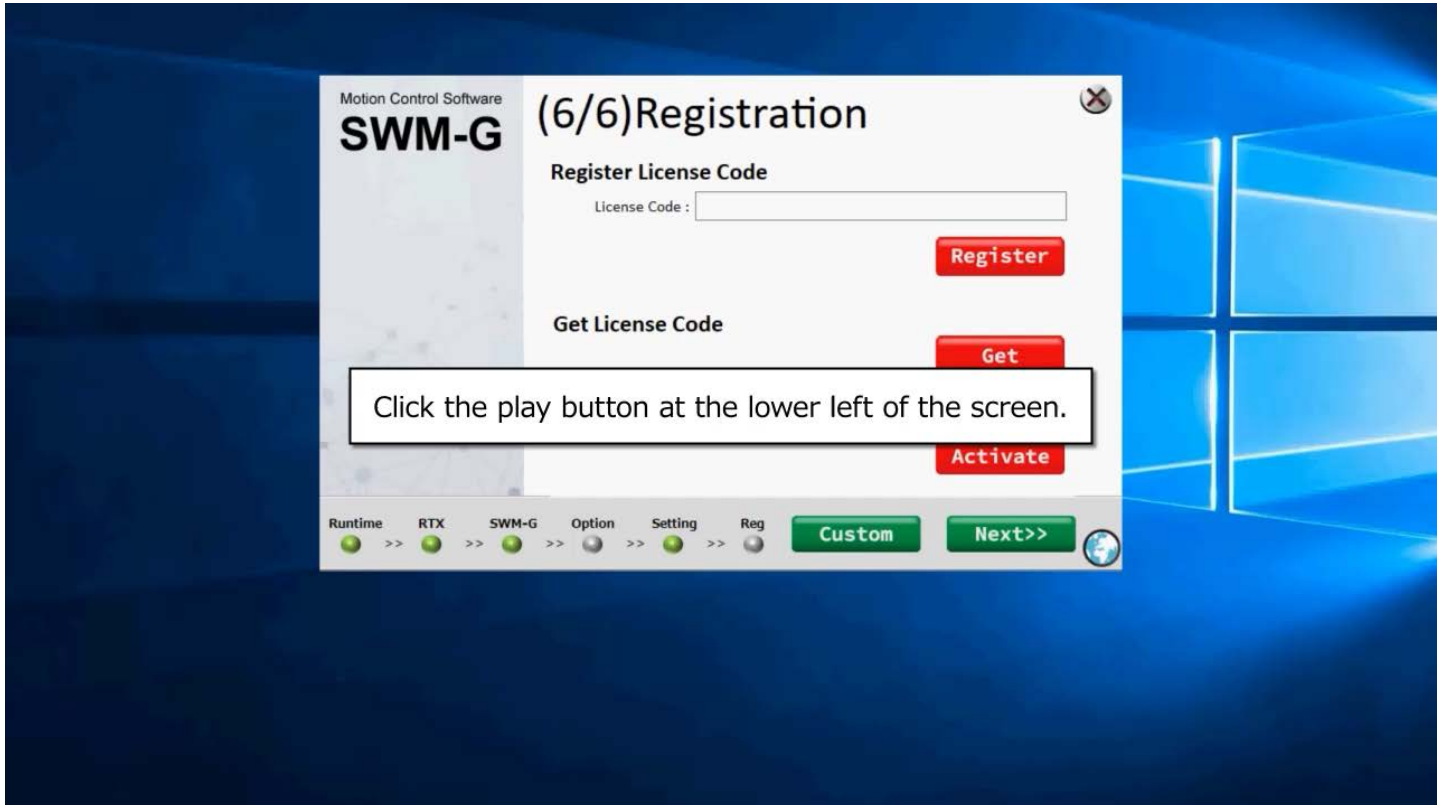 Motion Control Software
SWM-G
(6/6)Registration
Register License Code
License Code :
Register
Get License Code
Get
Click the play button at the lower left of the screen.
Activate
Runtime >> RTX >> SWM-G >> Option >> Setting >> Reg
Custom
Next>>